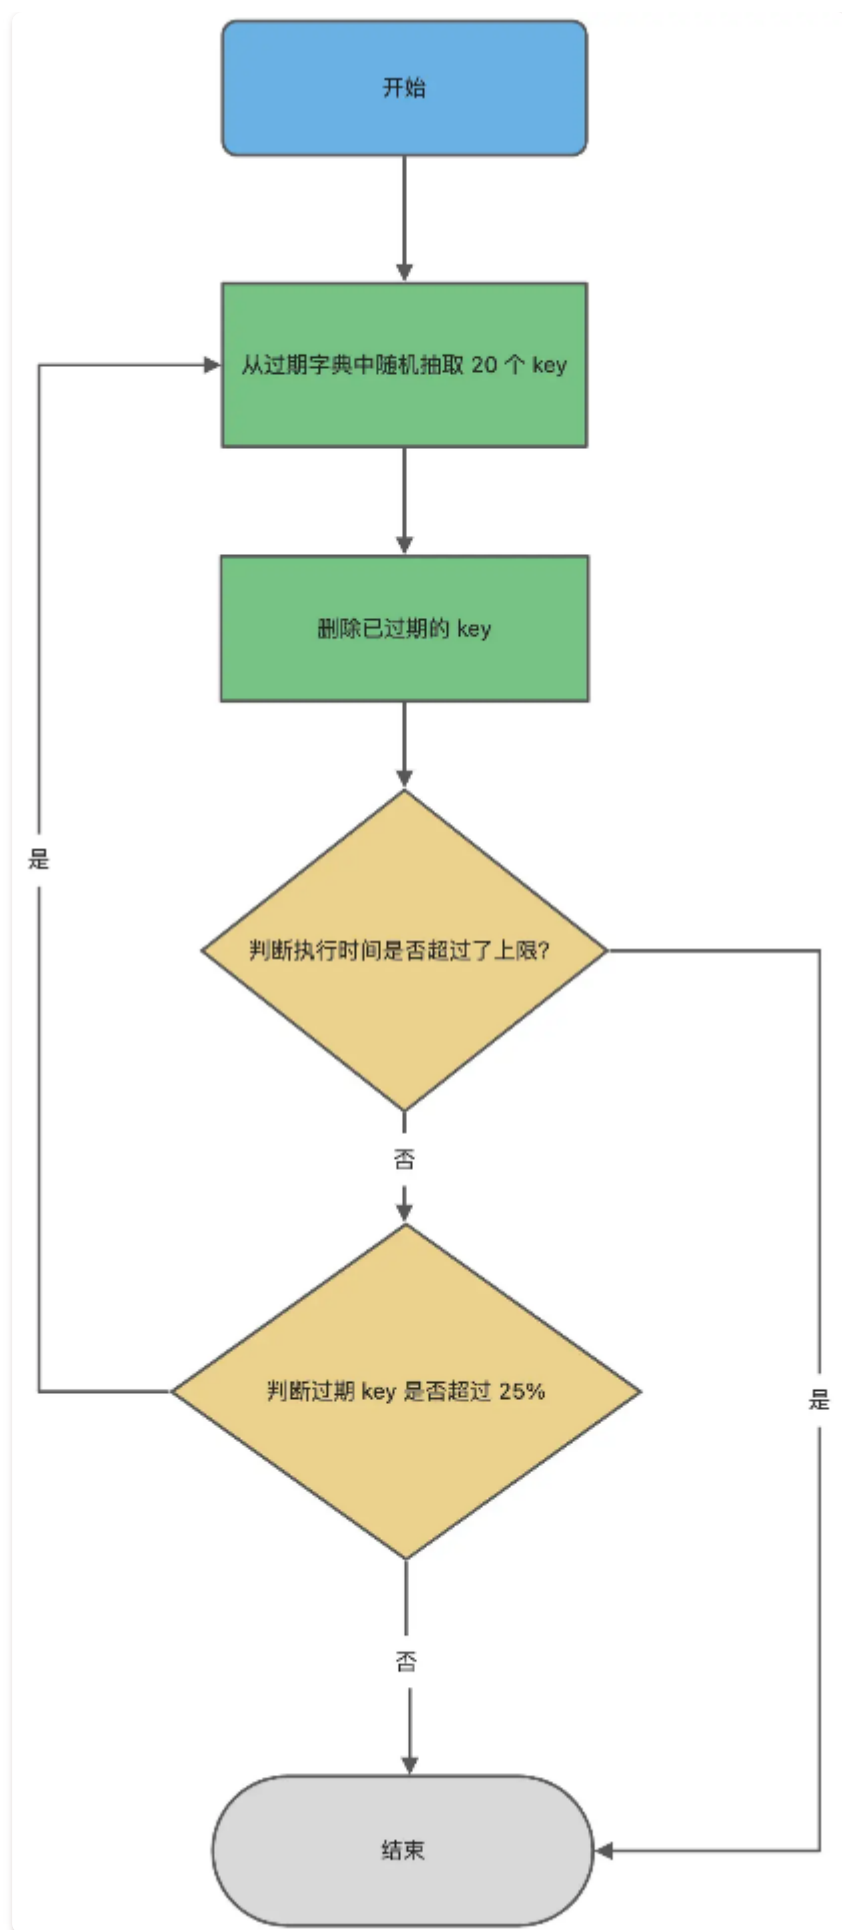 开始
从过期字典中随机抽取 20 个 key
删除已过期的 key
是
判断执行时间是否超过了上限?
否
判断过期 key 是否超过 25%
是
否
结束